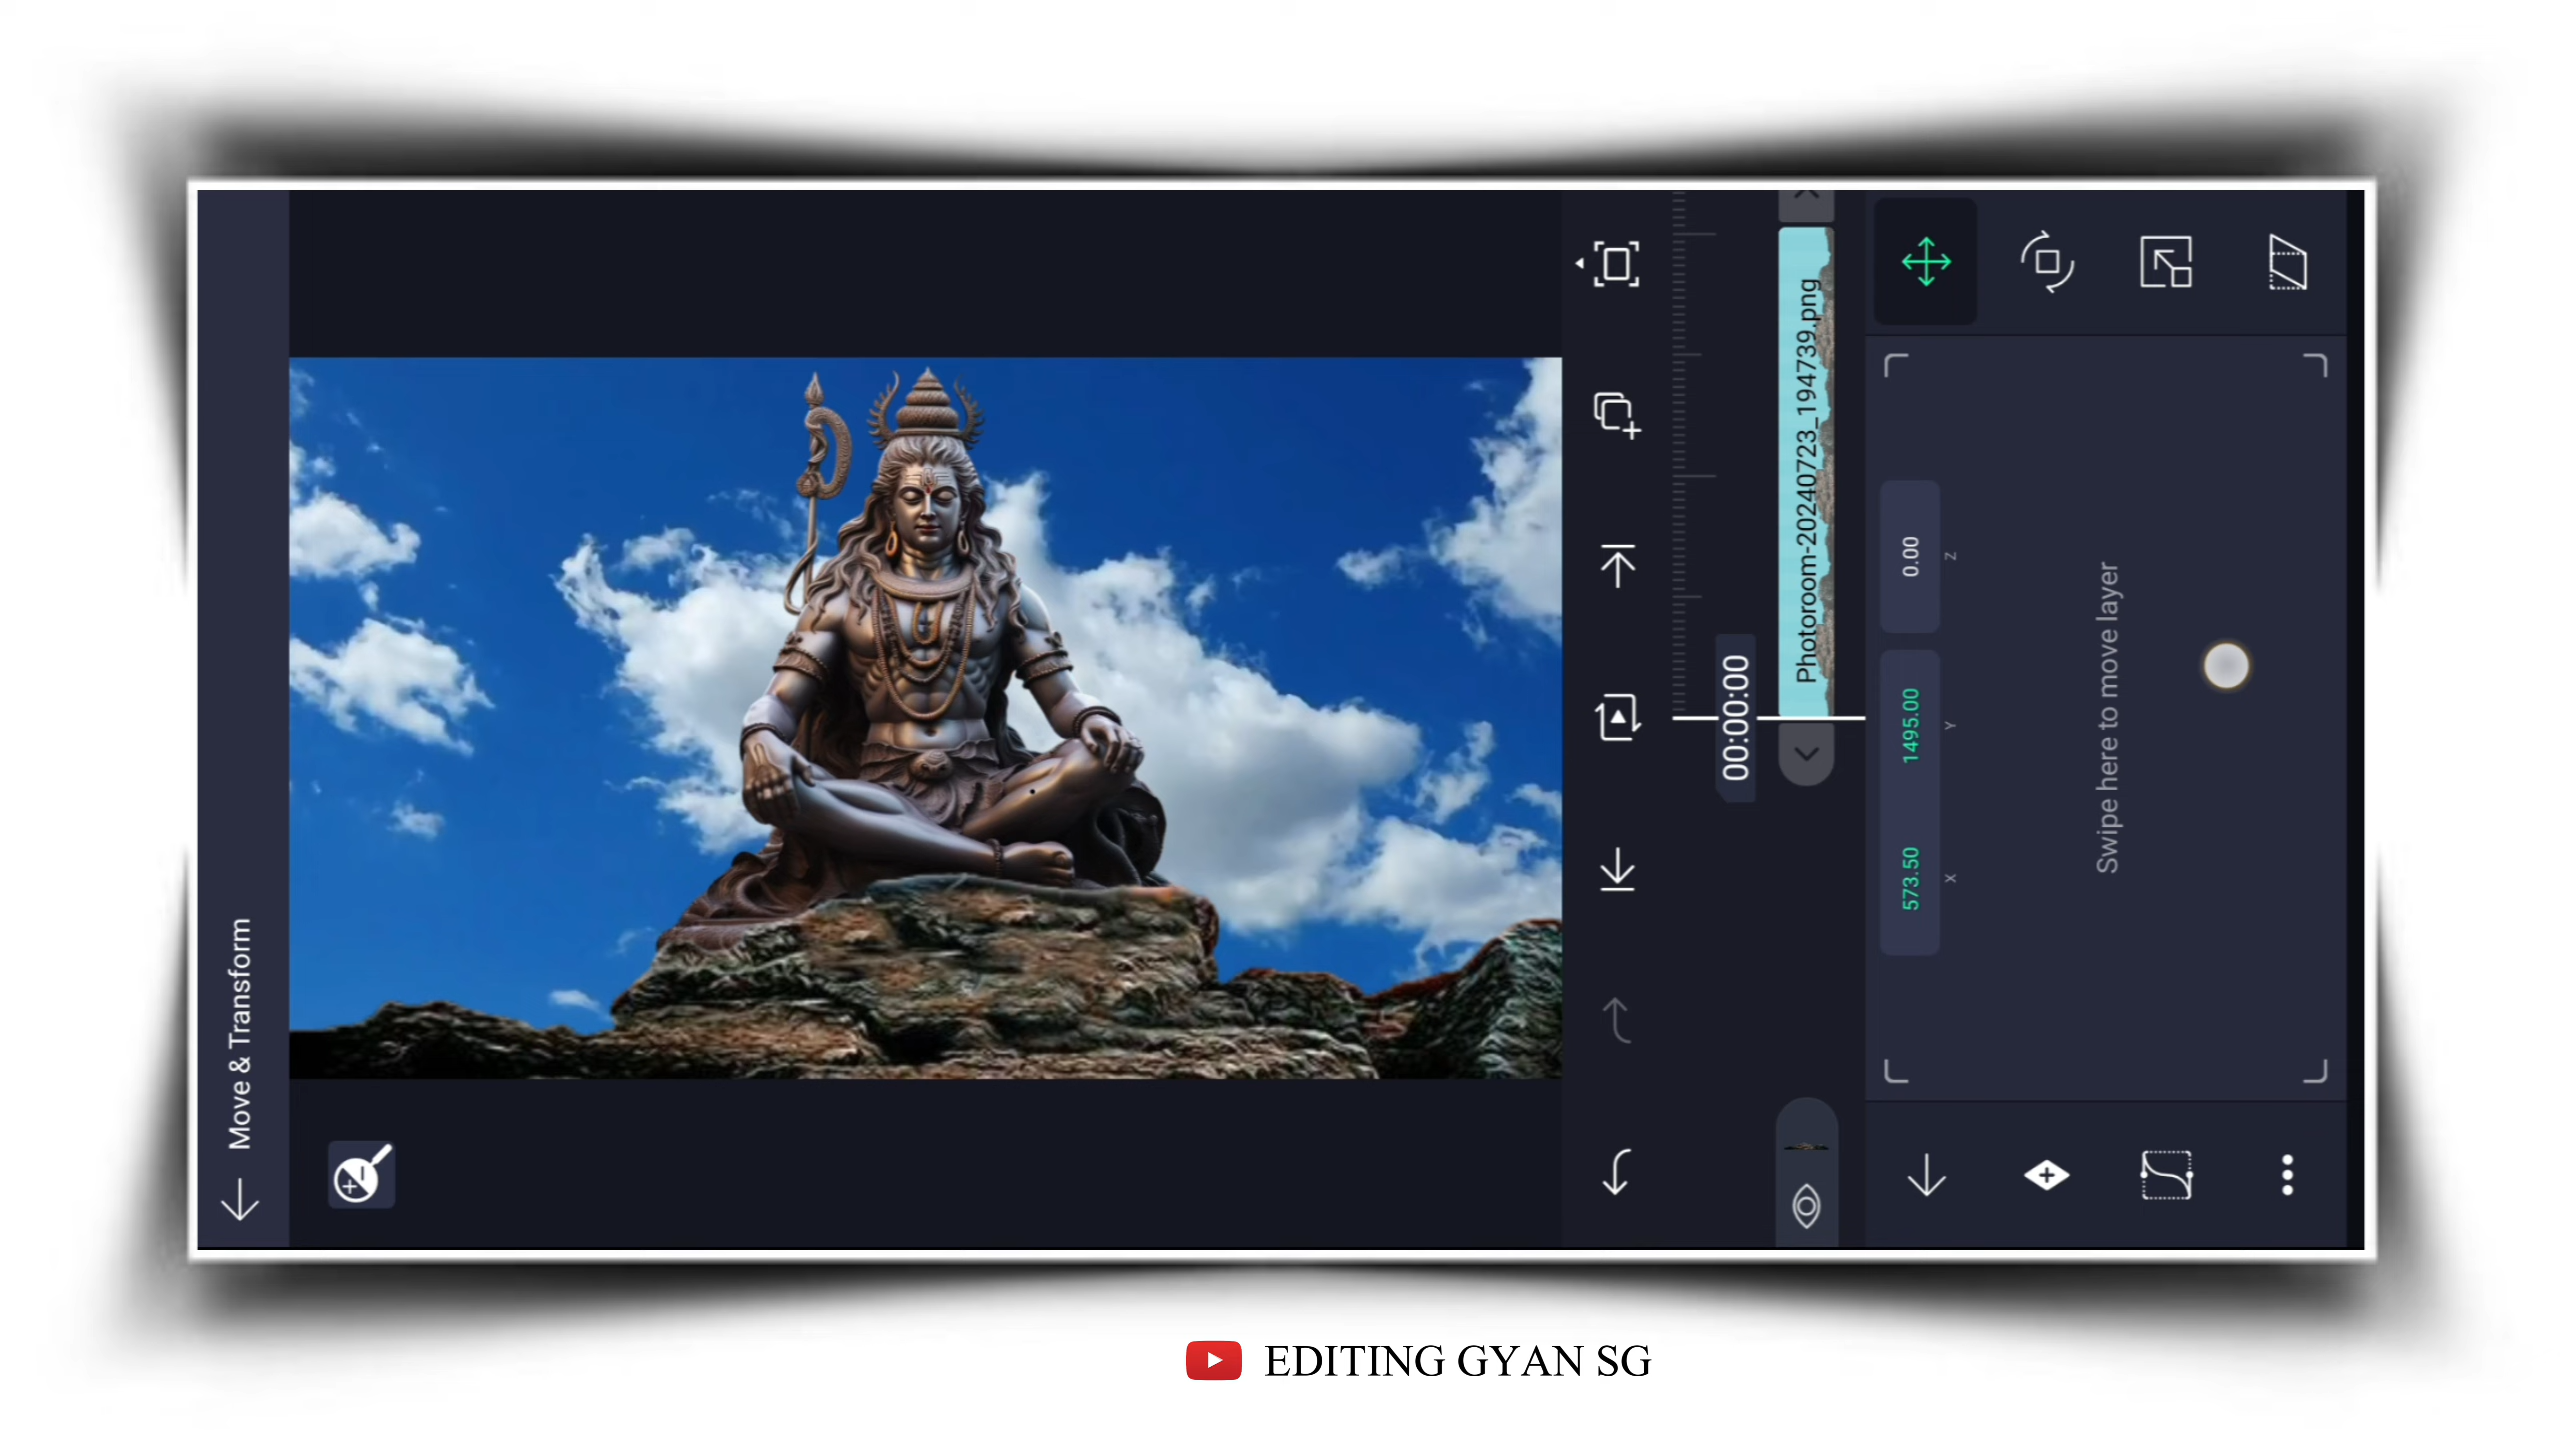 Move & Transform
00:00:00
Photoroom-20240723_194739.png
573.50
1495.00
0.00
X
Y
Z
Swipe here to move layer
EDITING GYAN SG